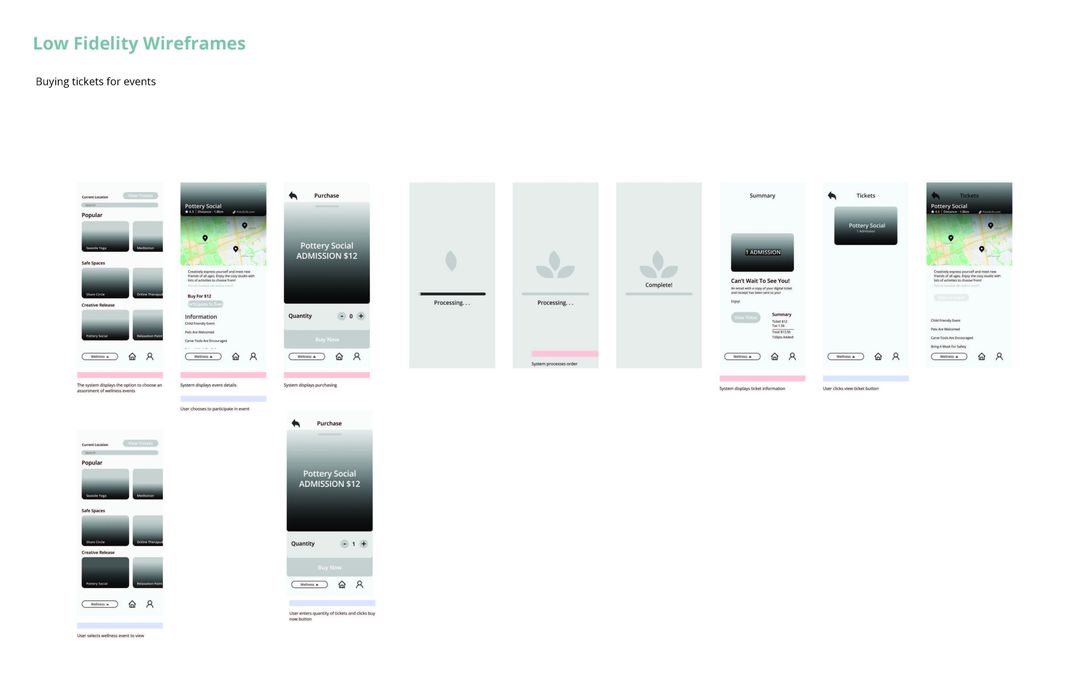 Low Fidelity Wireframes
Buying tickets for events
Current Location
View Tickets
Search
Popular
Seaside Yoga
Meditation
Safe Spaces
Share Circle
Online Therapus
Creative Release
Pottery Social
Relaxation Paint
Wellness
The system displays the option to choose an
assortment of wellness events
Pottery Social
Distance - 1.8km
Creatively express yourself and meet new
friends of all ages. Enjoy the cozy studio with
lots of activities to choose from!
Buy For $12
Information
Child Friendly Event
Pets Are Welcomed
Carve Tools Are Encouraged
Wellness
System displays event details
User chooses to participate in event
Purchase
Pottery Social
ADMISSION $12
Quantity
- 0 +
Buy Now
Wellness
System displays purchasing
Processing. . .
Processing. . .
System processes order
Complete!
Summary
1 ADMISSION
Can't Wait To See You!
An email with a copy of your digital ticket
and receipt has been sent to you!
Enjoy!
View Ticket
Summary
Ticket $12
Tax 1.56
Total $13.56
Wellness
System displays ticket information
Tickets
Pottery Social
1 Admission
Wellness
User clicks view ticket button
Tickets
Pottery Social
Distance - 1.8km
Creatively express yourself and meet new
friends of all ages. Enjoy the cozy studio with
lots of activities to choose from!
Child Friendly Event
Pets Are Welcomed
Carve Tools Are Encouraged
Bring A Mask For Safety
Wellness
Current Location
View Tickets
Search
Popular
Seaside Yoga
Meditation
Safe Spaces
Share Circle
Online Therapus
Creative Release
Pottery Social
Relaxation Paint
Wellness
User selects wellness event to view
Purchase
Pottery Social
ADMISSION $12
Quantity
- 1 +
Buy Now
Wellness
User enters quantity of tickets and clicks buy
now button